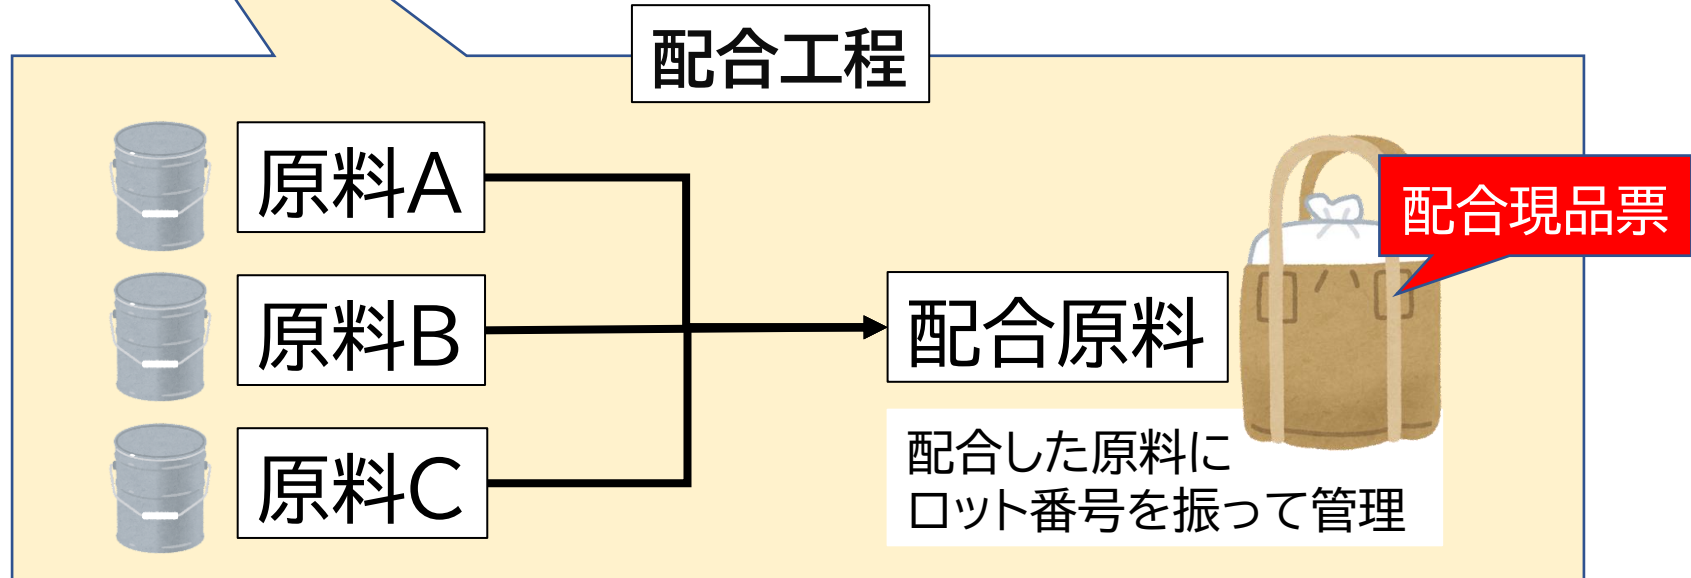 配合工程
原料A
配合現品票
原料B
配合原料
原料C
配合した原料に
ロット番号を振って管理